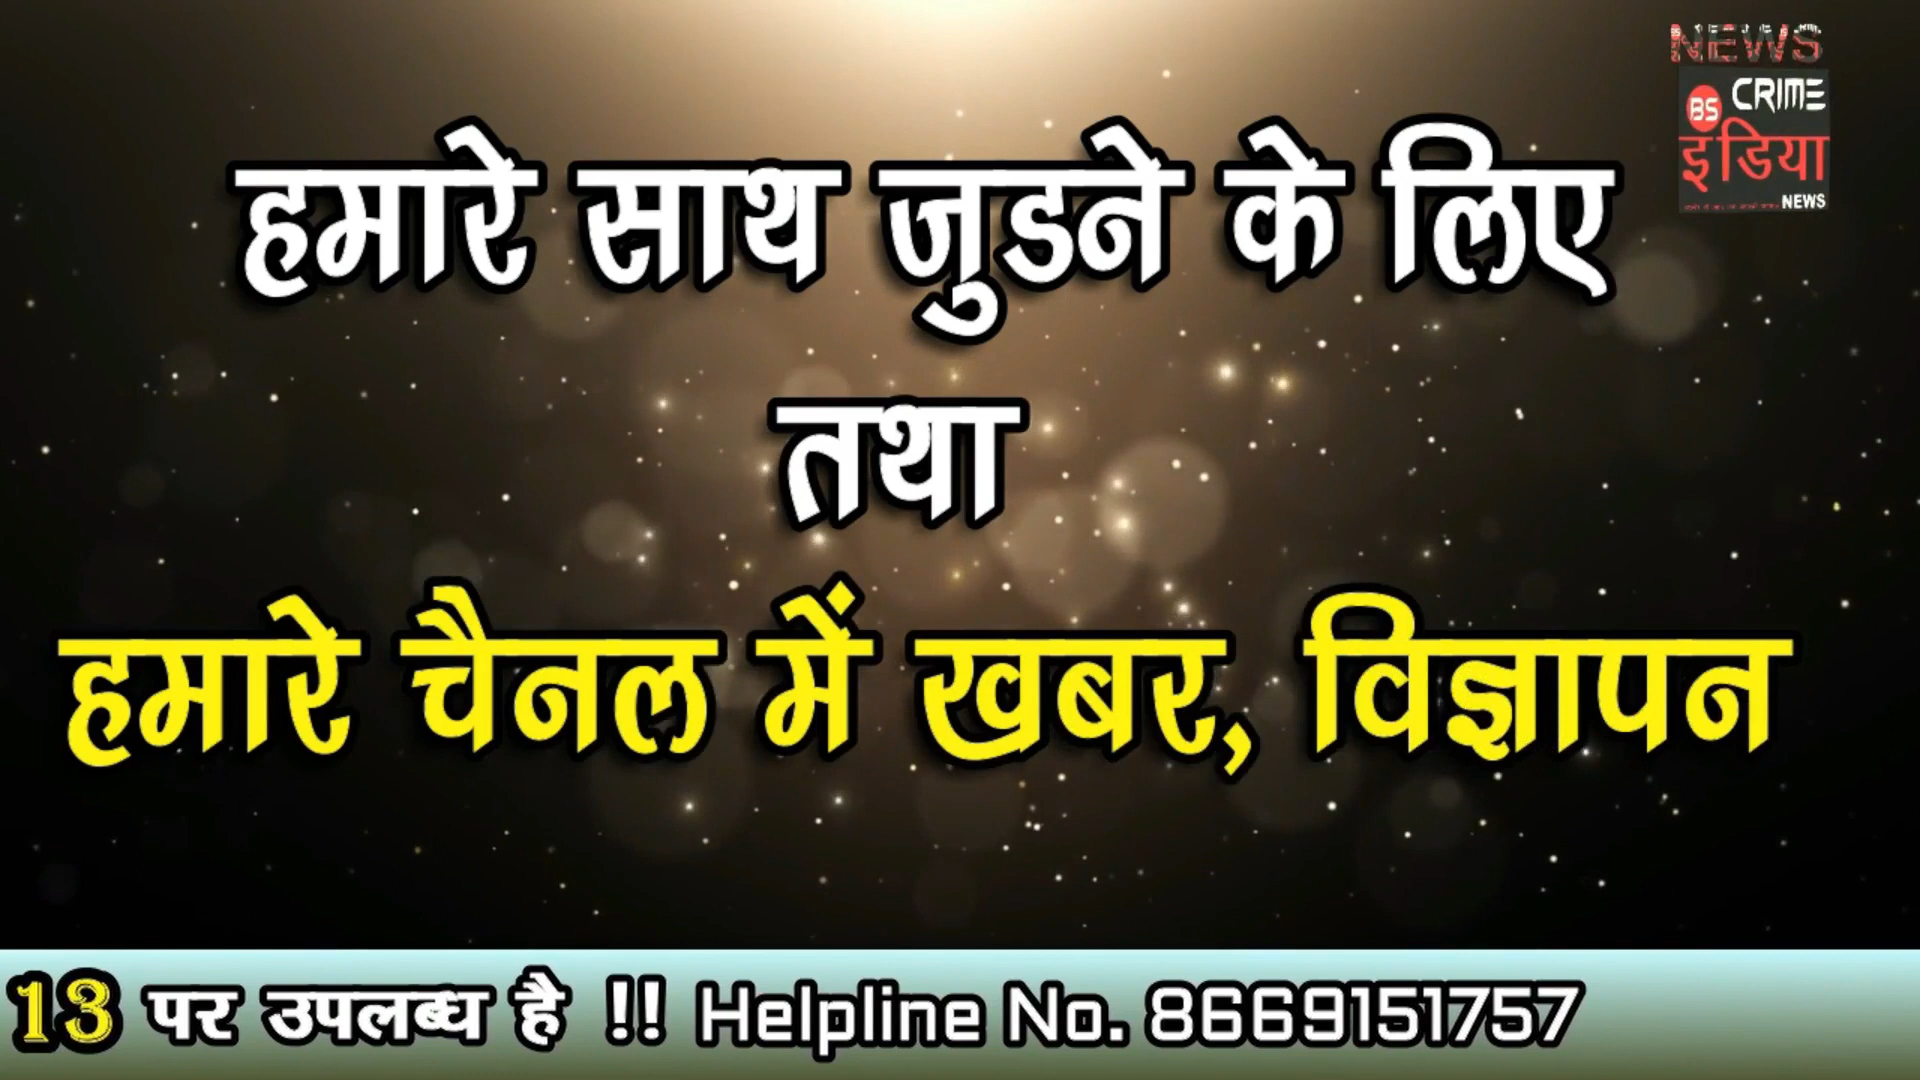 NEWS
BS CRIME
इंडिया
NEWS
हमारे साथ जुडने के लिए
तथा
हमारे चैनल में खबर, विज्ञापन
13 पर उपलब्ध है !! Helpline No. 8669151757